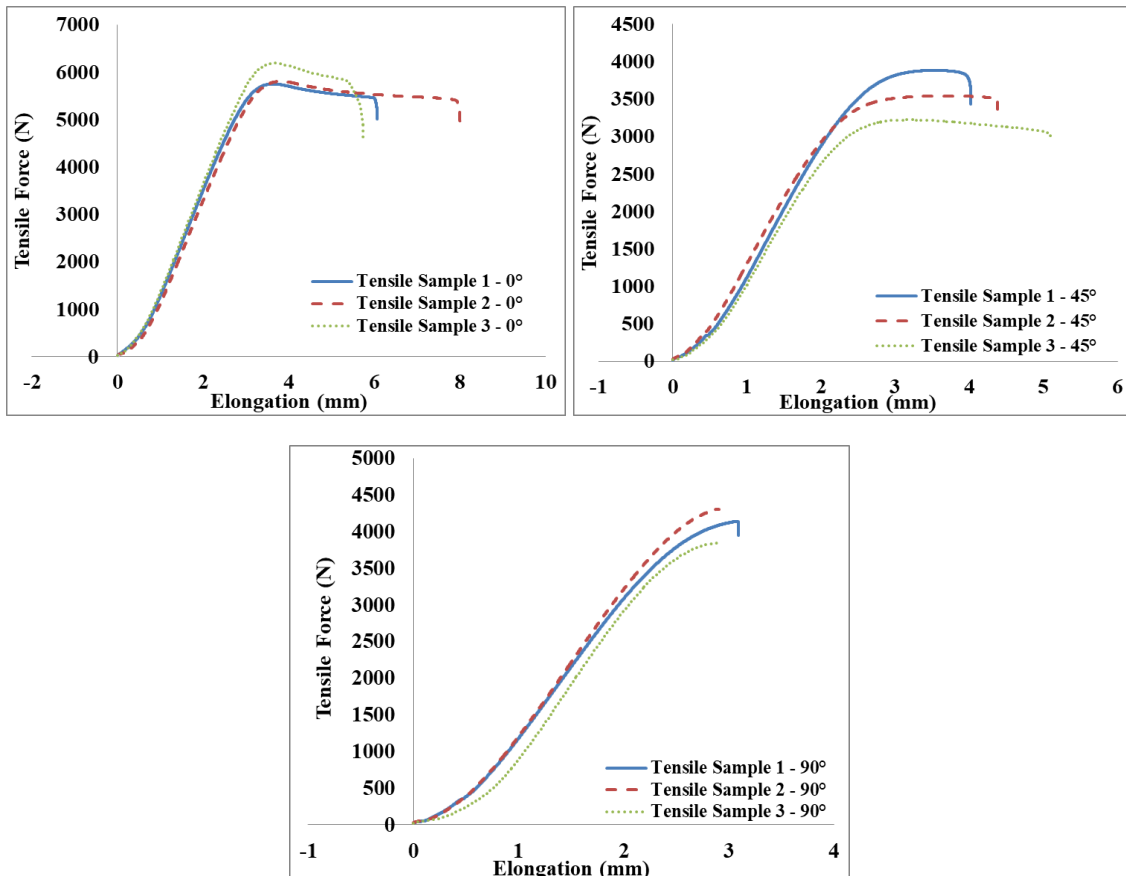 7000
6000
5000
4000
3000
2000
1000
0
Tensile Force (N)
-2 0 2 4 6 8 10
Elongation (mm)
Tensile Sample 1 - 0°
Tensile Sample 2 - 0°
Tensile Sample 3 - 0°
4500
4000
3500
3000
2500
2000
1500
1000
500
0
Tensile Force (N)
-1 0 1 2 3 4 5 6
Elongation (mm)
Tensile Sample 1 - 45°
Tensile Sample 2 - 45°
Tensile Sample 3 - 45°
5000
4500
4000
3500
3000
2500
2000
1500
1000
500
0
Tensile Force (N)
-1 0 1 2 3 4
Elongation (mm)
Tensile Sample 1 - 90°
Tensile Sample 2 - 90°
Tensile Sample 3 - 90°